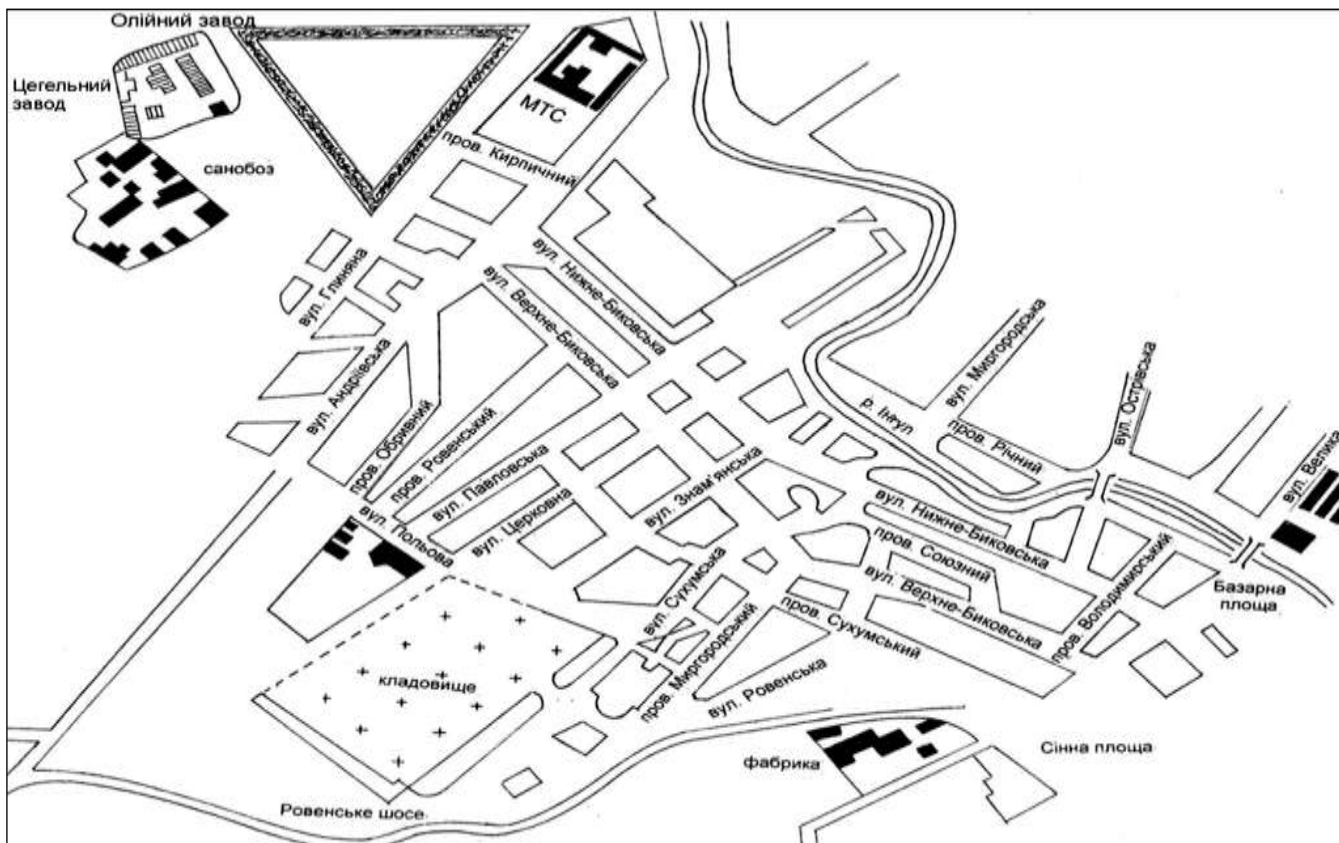 Олійний завод
Цегельний
завод
санобоз
МТС
пров. Кирпичний
вул. Глиняна
вул. Нижне-Биковська
вул. Верхне-Биковська
вул. Андріївська
пров. Обривний
пров. Ровенський
вул. Павловська
вул. Церковна
вул. Польова
вул. Знам'янська
р. Інгул
вул. Миргородська
пров. Річний
вул. Острівська
вул. Велика
вул. Нижне-Биковська
пров. Союзний
вул. Верхне-Биковська
пров. Володимирський
Базарна
площа
вул. Сухумська
пров. Миргородський
пров. Сухумський
вул. Ровенська
кладовище
фабрика
Сінна площа
Ровенське шосе